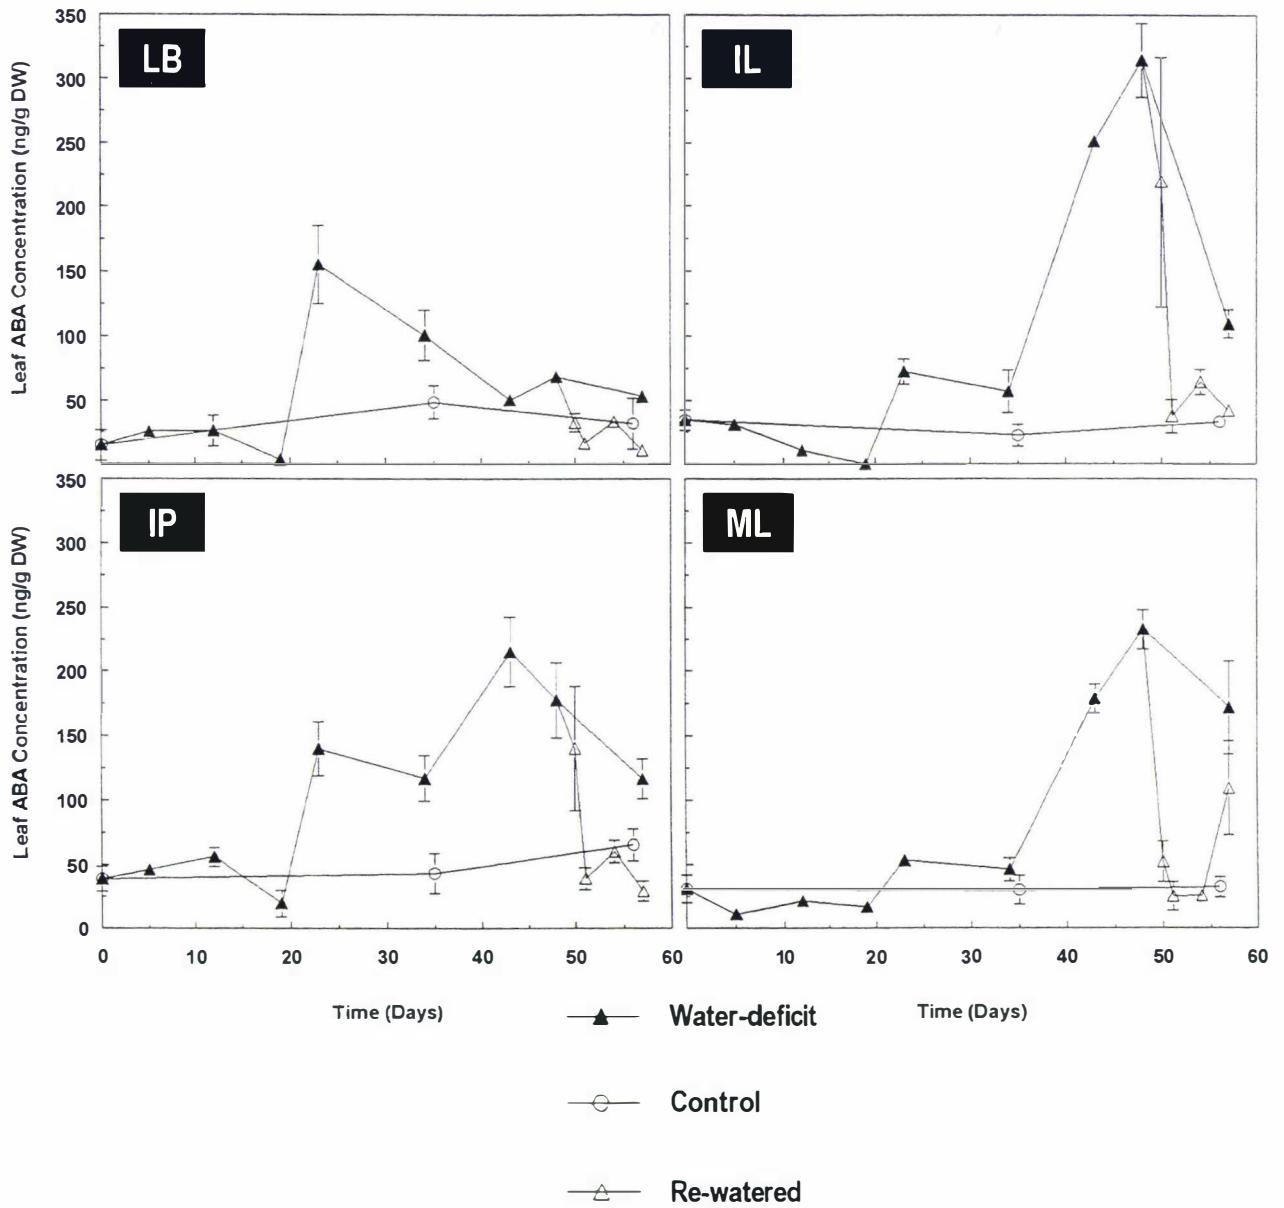 350
300
250
200
150
100
50
Leaf ABA Concentration (ng/g DW)
LB
IL
350
300
250
200
150
100
50
0
Leaf ABA Concentration (ng/g DW)
IP
ML
0 10 20 30 40 50 60 10 20 30 40 50 60
Time (Days)
Time (Days)
Water-deficit
Control
Re-watered